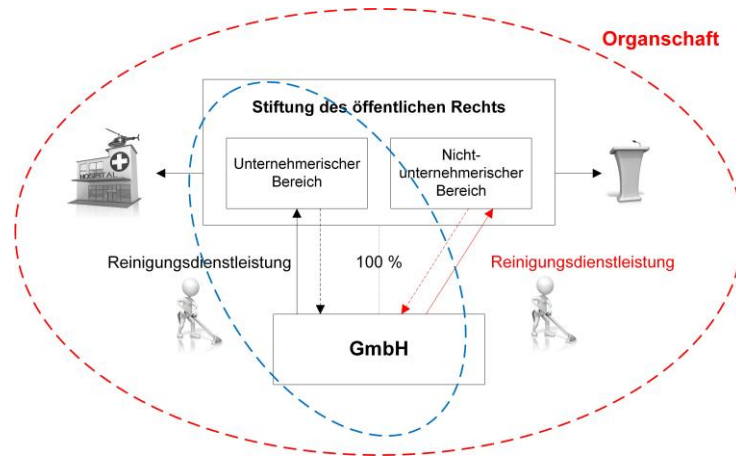 Organschaft
Stiftung des öffentlichen Rechts
Unternehmerischer
Bereich
Nicht-
unternehmerischer
Bereich
HOSPITAL
Reinigungsdienstleistung
100 %
Reinigungsdienstleistung
GmbH